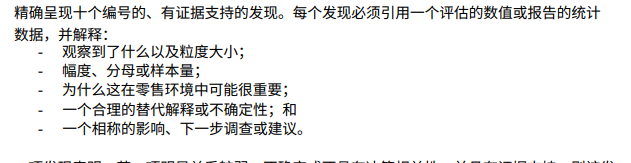 精确呈现十个编号的、有证据支持的发现。每个发现必须引用一个评估的数值或报告的统计
数据，并解释：
- 观察到了什么以及粒度大小；
- 幅度、分母或样本量；
- 为什么这在零售环境中可能很重要；
- 一个合理的替代解释或不确定性；和
- 一个相称的影响、下一步调查或建议。